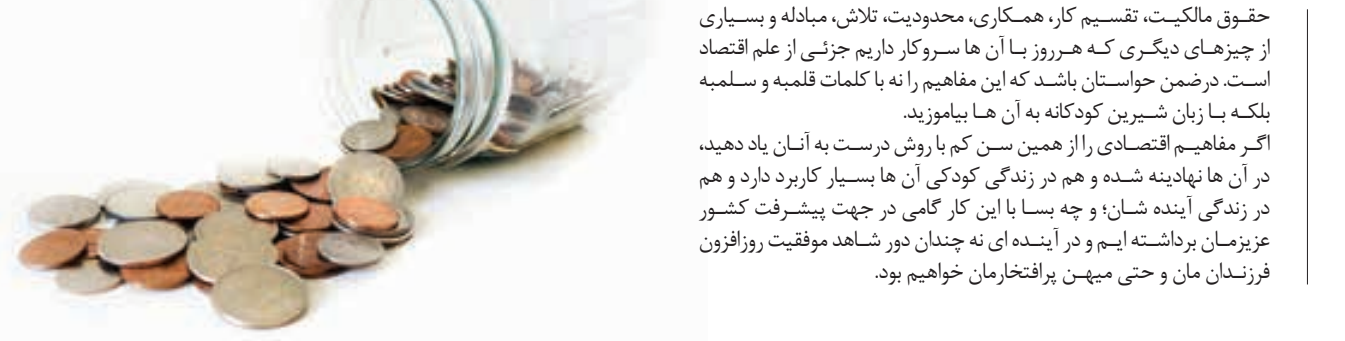 حقوق مالکیت، تقسیم کار، همکاری، محدودیت، تلاش، مبادله و بسیاری
از چیزهای دیگری که هرروز با آن ها سروکار داریم جزئی از علم اقتصاد
است. درضمن حواستان باشد که این مفاهیم را نه با کلمات قلمبه و سلمبه
بلکه با زبان شیرین کودکانه به آن ها بیاموزید.
اگر مفاهیم اقتصادی را از همین سن کم با روش درست به آنان یاد دهید،
در آن ها نهادینه شده و هم در زندگی کودکی آن ها بسیار کاربرد دارد و هم
در زندگی آینده شان؛ و چه بسا با این کار گامی در جهت پیشرفت کشور
عزیزمان برداشته ایم و در آینده ای نه چندان دور شاهد موفقیت روزافزون
فرزندان مان و حتی میهن پرافتخارمان خواهیم بود.